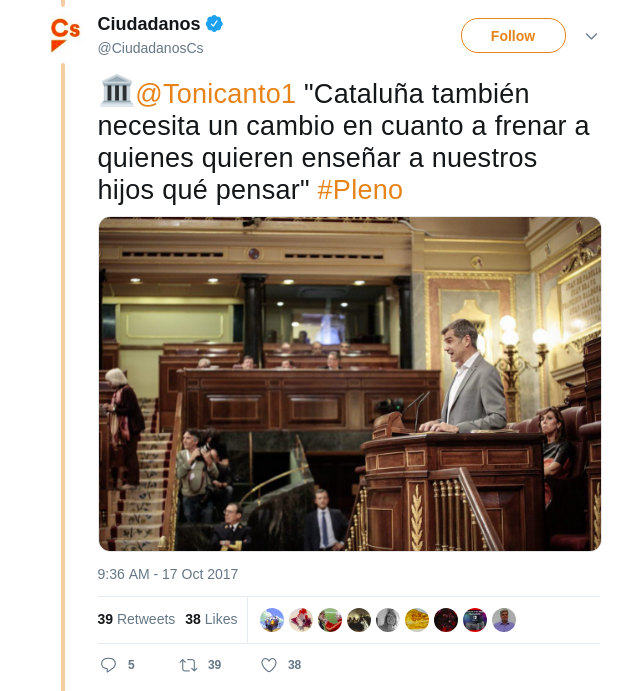 Cs
Ciudadanos
@CiudadanosCs
Follow
@Tonicanto1 "Cataluña también
necesita un cambio en cuanto a frenar a
quienes quieren enseñar a nuestros
hijos qué pensar" #Pleno
9:36 AM - 17 Oct 2017
39 Retweets 38 Likes
5 39 38